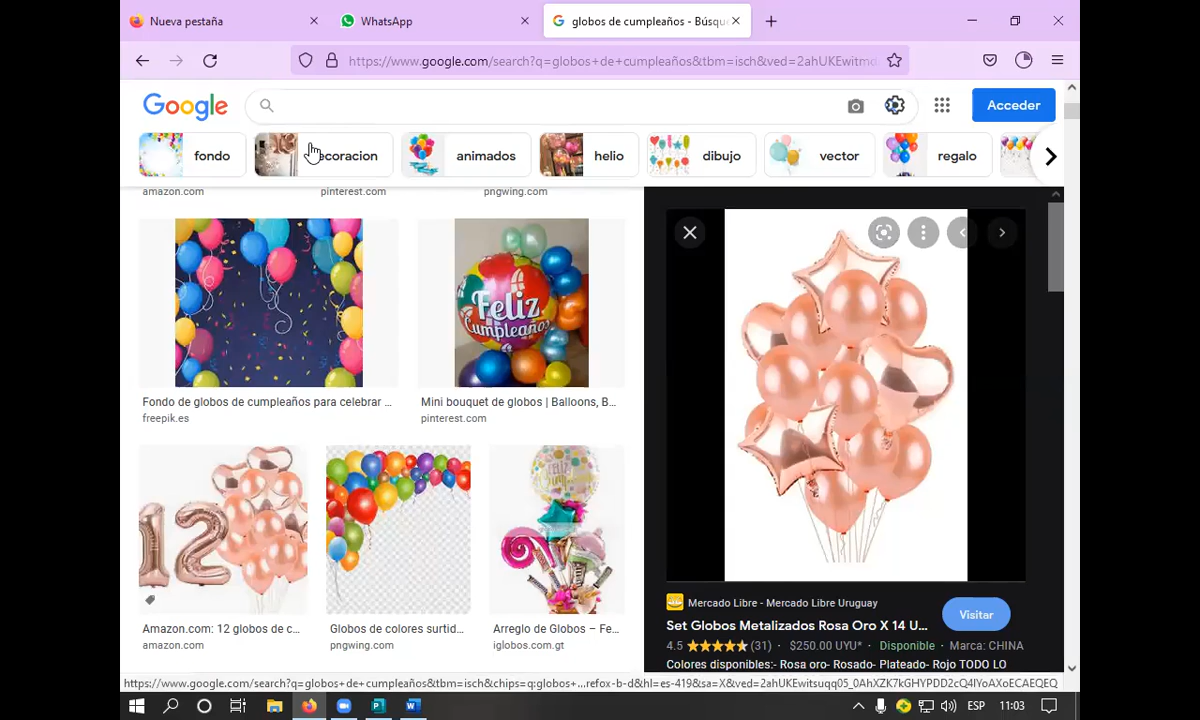 Nueva pestaña
WhatsApp
globos de cumpleaños - Búsqu
https://www.google.com/search?q=globos+de+cumpleaños&tbm=isch&ved=2ahUKEwitmd
Google
Acceder
fondo
ecoracion
animados
helio
dibujo
vector
regalo
amazon.com
pinterest.com
pngwing.com
Feliz
Cumpleaños
Fondo de globos de cumpleaños para celebrar ...
freepik.es
Mini bouquet de globos | Balloons, B...
pinterest.com
12
Feliz
Amazon.com: 12 globos de c...
amazon.com
Globos de colores surtid...
pngwing.com
Arreglo de Globos – Fe...
iglobos.com.gt
Mercado Libre - Mercado Libre Uruguay
Visitar
Set Globos Metalizados Rosa Oro X 14 U...
4.5 ★★★★★ (31) · $250.00 UYU* · Disponible · Marca: CHINA
Colores disponibles:- Rosa oro- Rosado- Plateado- Rojo TODO LO
https://www.google.com/search?q=globos+de+cumpleaños&tbm=isch&chips=q:globos+...refox-b-d&hl=es-419&sa=X&ved=2ahUKEwitsuqq05_0AhXZK7kGHYPDD2cQ4lYoAXoECAEQEQ
ESP
11:03